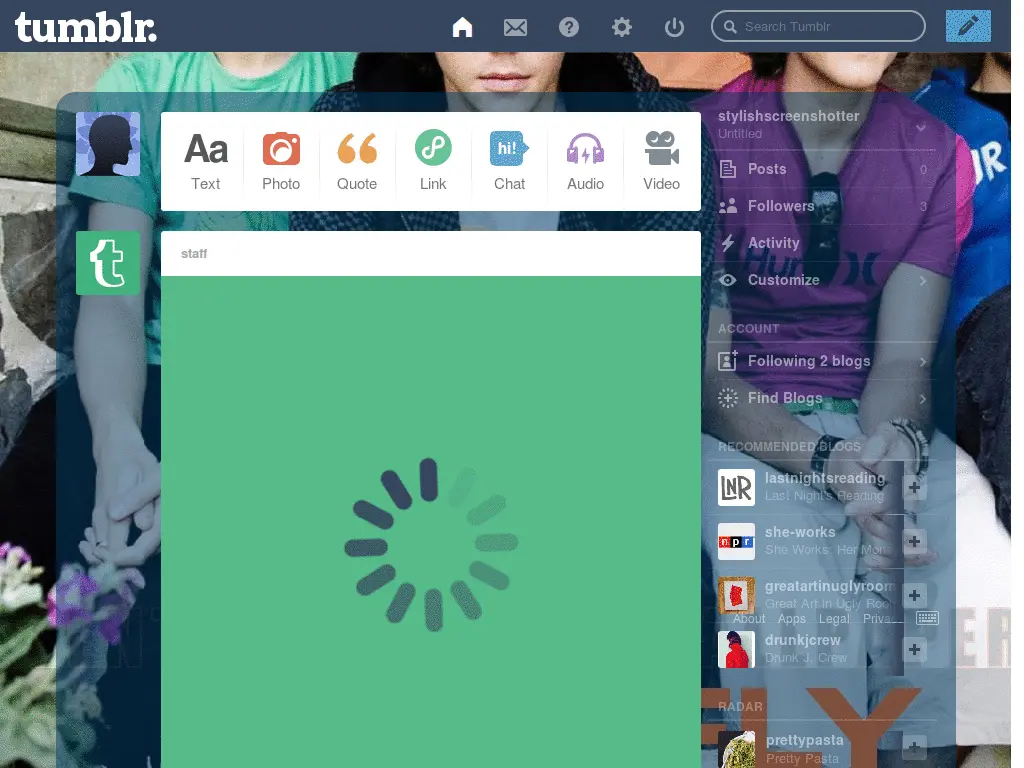 tumblr.
Search Tumblr
Aa
Text
Photo
Quote
Link
hi!
Chat
Audio
Video
staff
stylishscreenshotter
Untitled
Posts 0
Followers 3
Activity
Customize
ACCOUNT
Following 2 blogs
Find Blogs
RECOMMENDED BLOGS
LNR
lastnightsreading
Last Night's Reading
npr
she-works
She Works: Her Mon
greatartinuglyroom
Great Art in Ugly Roo
About Apps Legal Priva
drunkjcrew
Drunk J. Crew
RADAR
prettypasta
Pretty Pasta
FLY